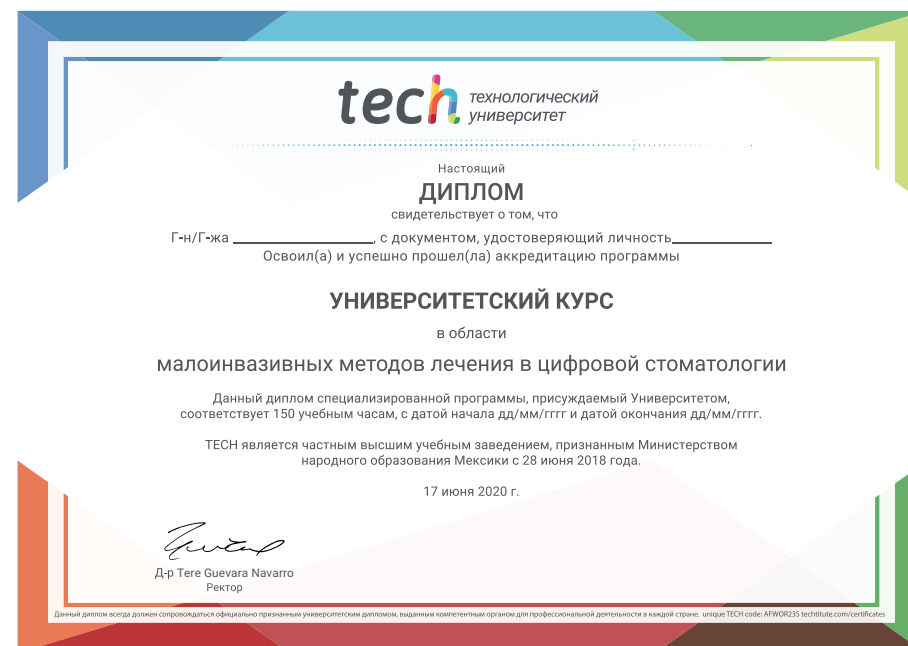 tech технологический
университет
Настоящий
ДИПЛОМ
свидетельствует о том, что
Г-н/Г-жа ____________________, с документом, удостоверяющий личность______________
Освоил(а) и успешно прошел(ла) аккредитацию программы
УНИВЕРСИТЕТСКИЙ КУРС
в области
малоинвазивных методов лечения в цифровой стоматологии
Данный диплом специализированной программы, присуждаемый Университетом,
соответствует 150 учебным часам, с датой начала дд/мм/гггг и датой окончания дд/мм/гггг.
TECH является частным высшим учебным заведением, признанным Министерством
народного образования Мексики с 28 июня 2018 года.
17 июня 2020 г.
Д-р Tere Guevara Navarro
Ректор
Данный диплом всегда должен сопровождаться официально признанным университетским дипломом, выданным компетентным органом для профессиональной деятельности в каждой стране. unique TECH code: AFWOR23S techtitute.com/certificates